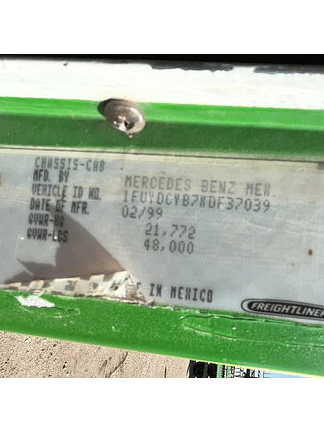 CHASSIS-CAB
MFD. BY MERCEDES BENZ MEX.
VEHICLE ID NO. 1FUYDCYB7XDF37039
DATE OF MFR. 02/99
GVWR-KG 21,772
GVWR-LBS 48,000
IN MEXICO
FREIGHTLINER